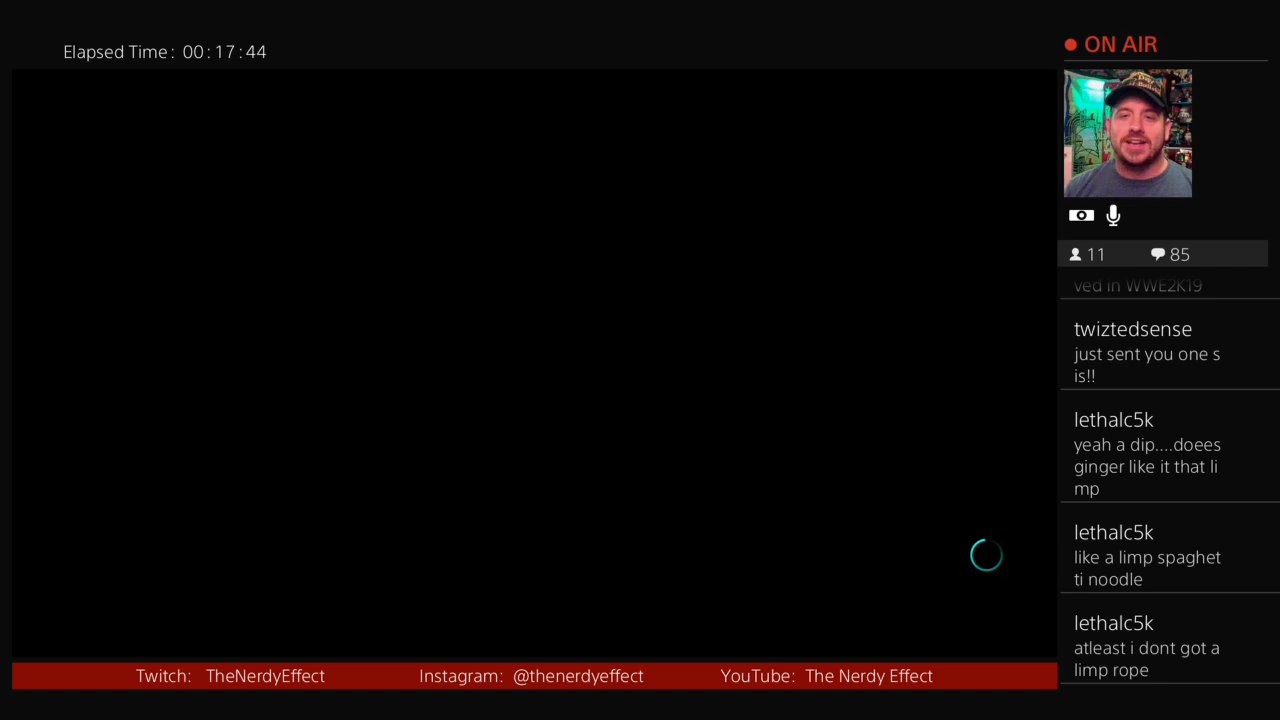 Elapsed Time: 00:17:44
ON AIR
11 85
ved in WWE2K19
twiztedsense
just sent you one s
is!!
lethalc5k
yeah a dip....doees
ginger like it that li
mp
lethalc5k
like a limp spaghet
ti noodle
lethalc5k
atleast i dont got a
limp rope
Twitch: TheNerdyEffect Instagram: @thenerdyeffect YouTube: The Nerdy Effect